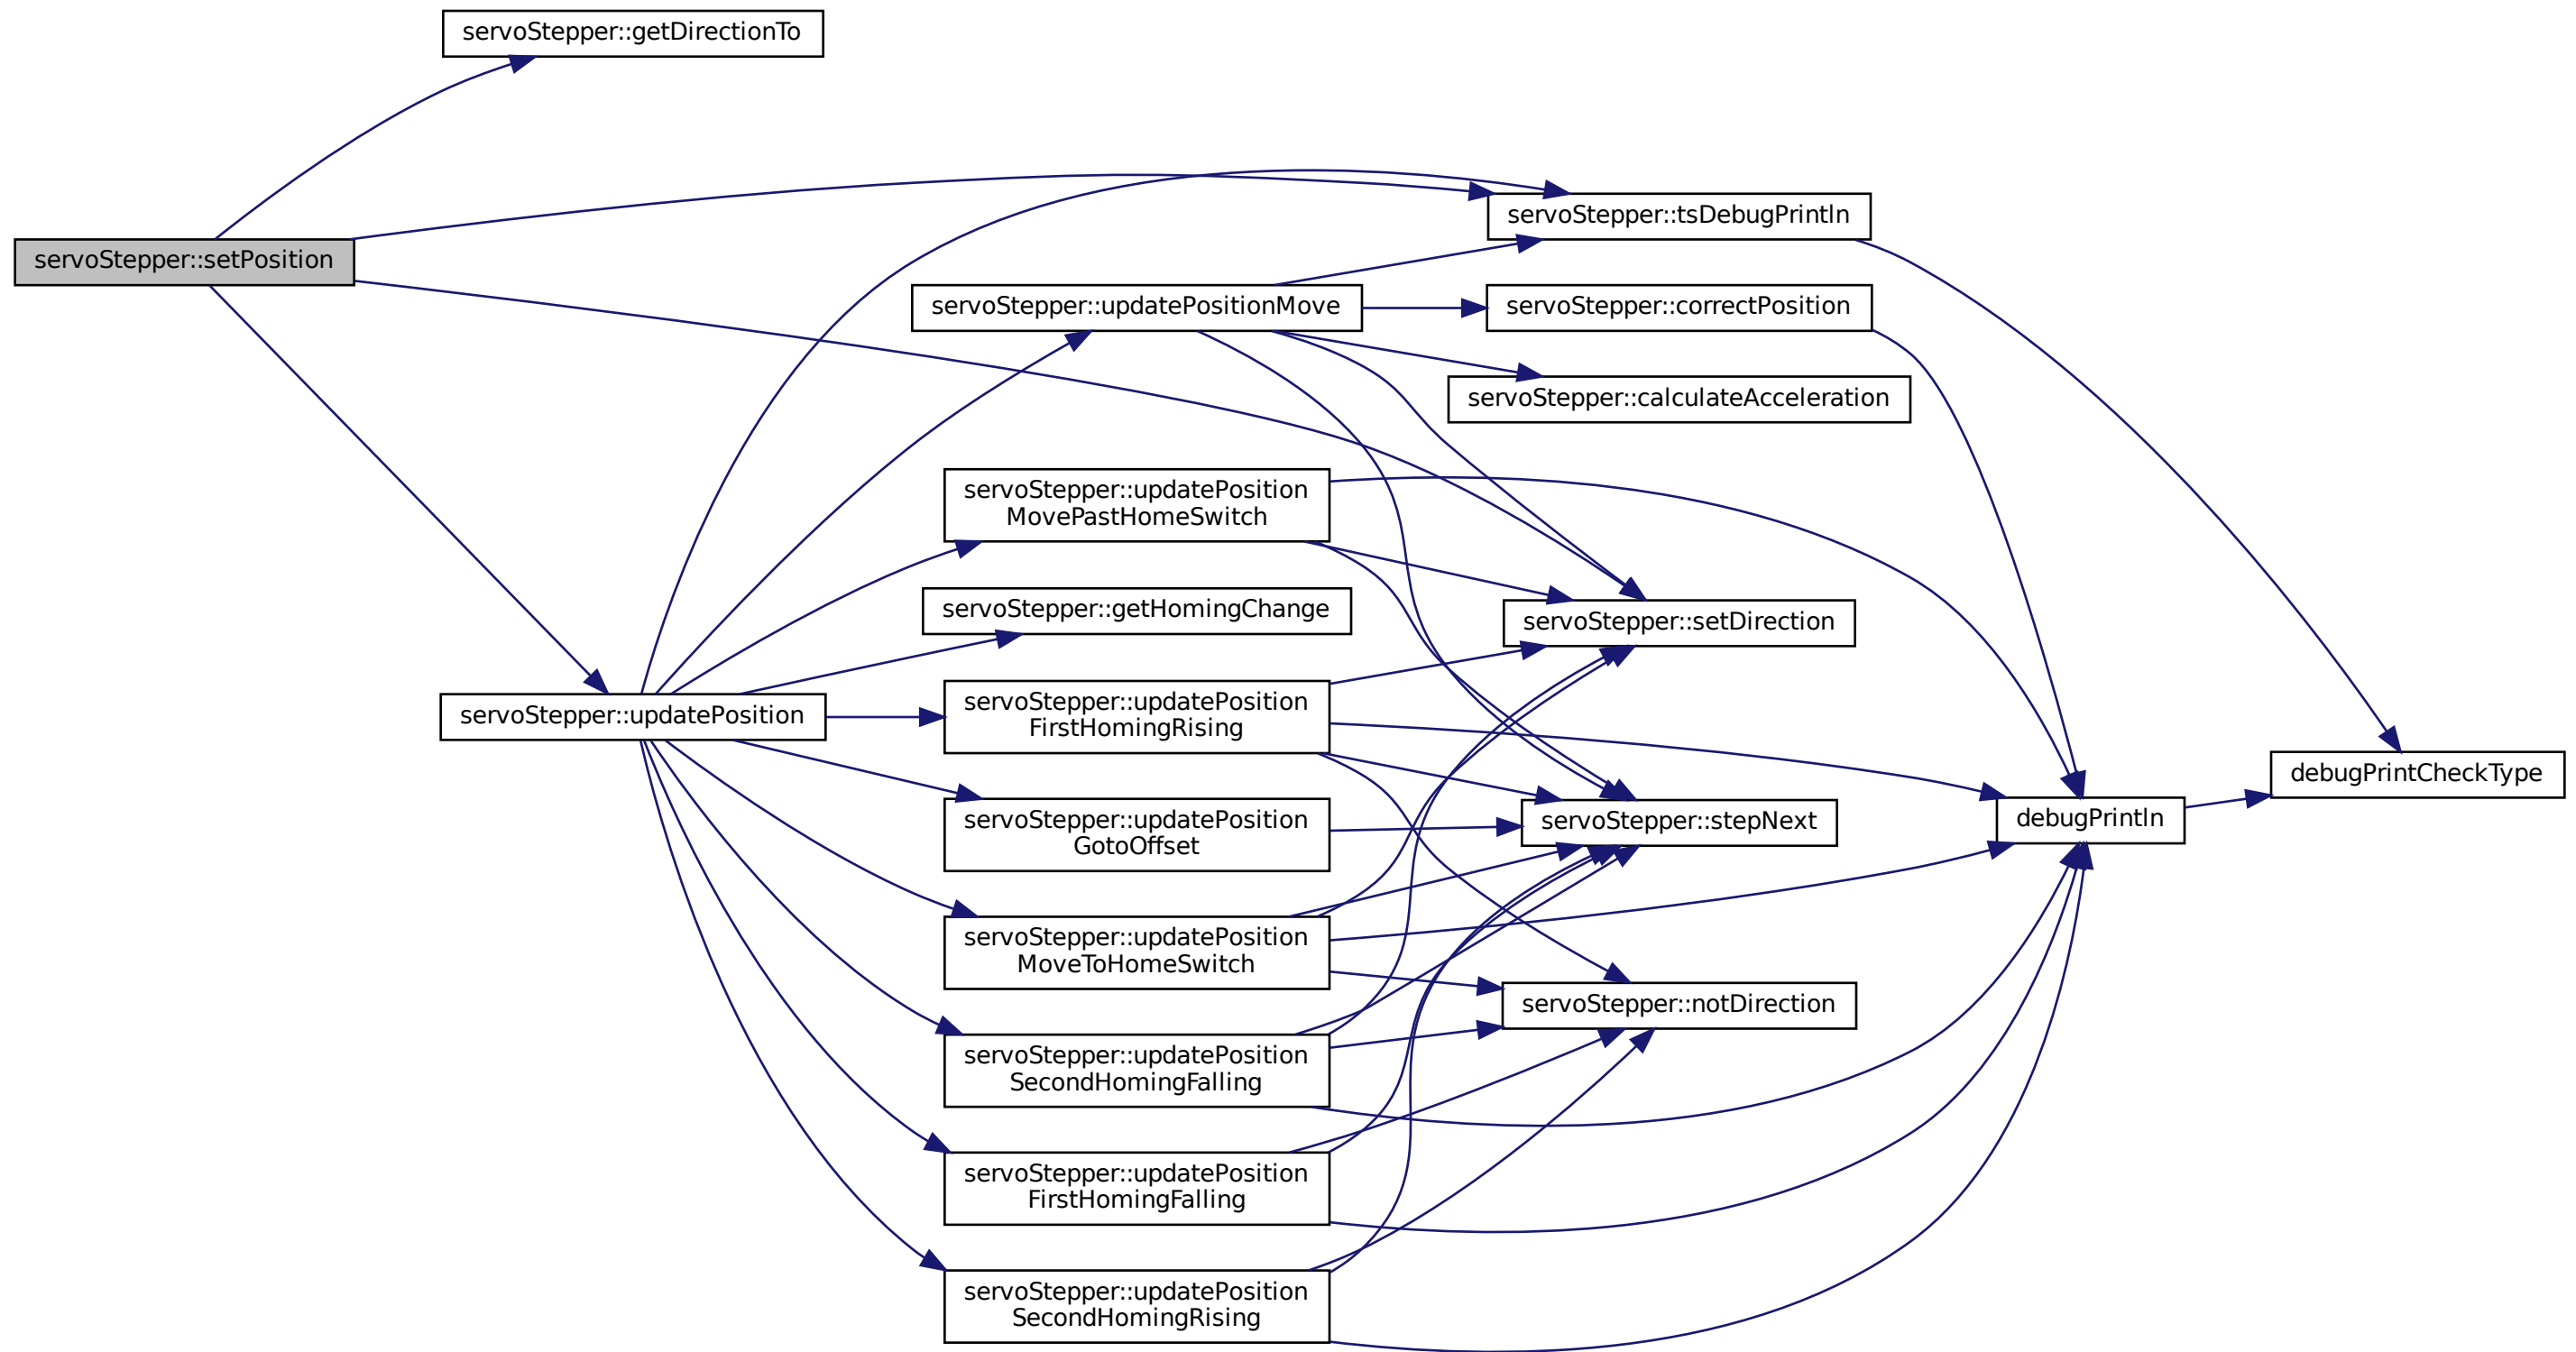 servoStepper::getDirectionTo
servoStepper::tsDebugPrintln
servoStepper::setPosition
servoStepper::updatePositionMove
servoStepper::correctPosition
servoStepper::calculateAcceleration
servoStepper::updatePosition
MovePastHomeSwitch
servoStepper::getHomingChange
servoStepper::setDirection
servoStepper::updatePosition
servoStepper::updatePosition
FirstHomingRising
debugPrintCheckType
servoStepper::updatePosition
GotoOffset
servoStepper::stepNext
debugPrintln
servoStepper::updatePosition
MoveToHomeSwitch
servoStepper::notDirection
servoStepper::updatePosition
SecondHomingFalling
servoStepper::updatePosition
FirstHomingFalling
servoStepper::updatePosition
SecondHomingRising